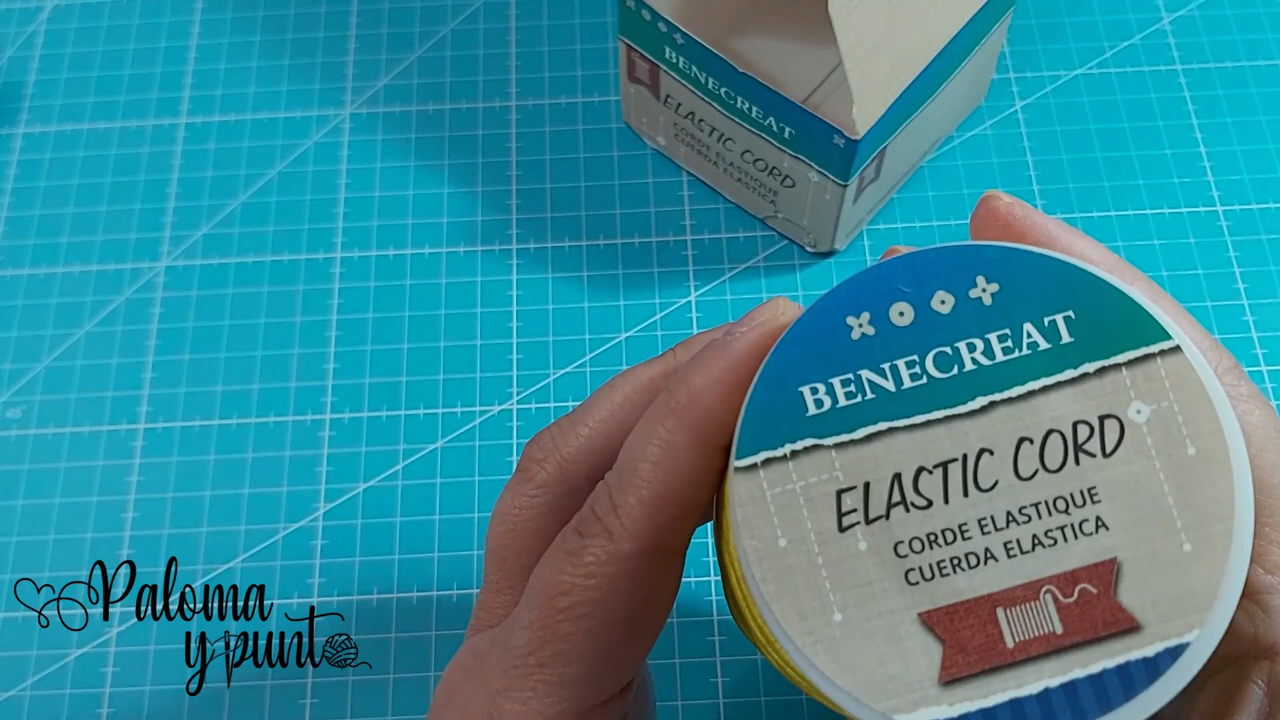 BENECREAT
ELASTIC CORD
CORDE ELASTIQUE
CUERDA ELASTICA
BENECREAT
ELASTIC CORD
CORDE ELASTIQUE
CUERDA ELASTICA
Paloma
y punto